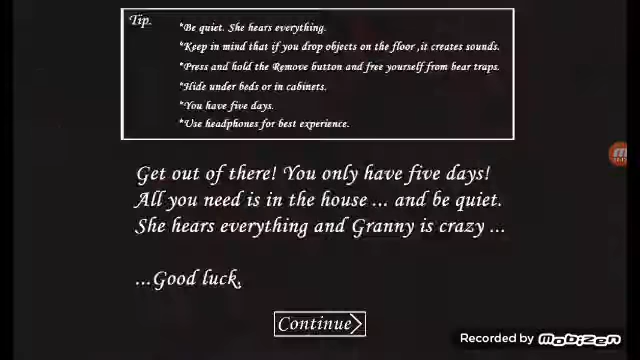 Tip.
*Be quiet. She hears everything.
*Keep in mind that if you drop objects on the floor ,it creates sounds.
*Press and hold the Remove button and free yourself from bear traps.
*Hide under beds or in cabinets.
*You have five days.
*Use headphones for best experience.
Get out of there! You only have five days!
All you need is in the house ... and be quiet.
She hears everything and Granny is crazy ...
...Good luck.
Continue
Recorded by Mobizen